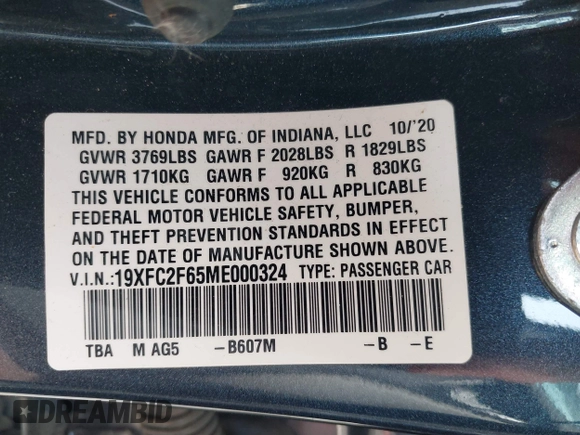 MFD. BY HONDA MFG. OF INDIANA, LLC 10/'20
GVWR 3769LBS GAWR F 2028LBS R 1829LBS
GVWR 1710KG GAWR F 920KG R 830KG
THIS VEHICLE CONFORMS TO ALL APPLICABLE
FEDERAL MOTOR VEHICLE SAFETY, BUMPER,
AND THEFT PREVENTION STANDARDS IN EFFECT
ON THE DATE OF MANUFACTURE SHOWN ABOVE.
V.I.N.:19XFC2F65ME000324 TYPE: PASSENGER CAR
TBA M AG5 –B607M –B –E
DREAMBID